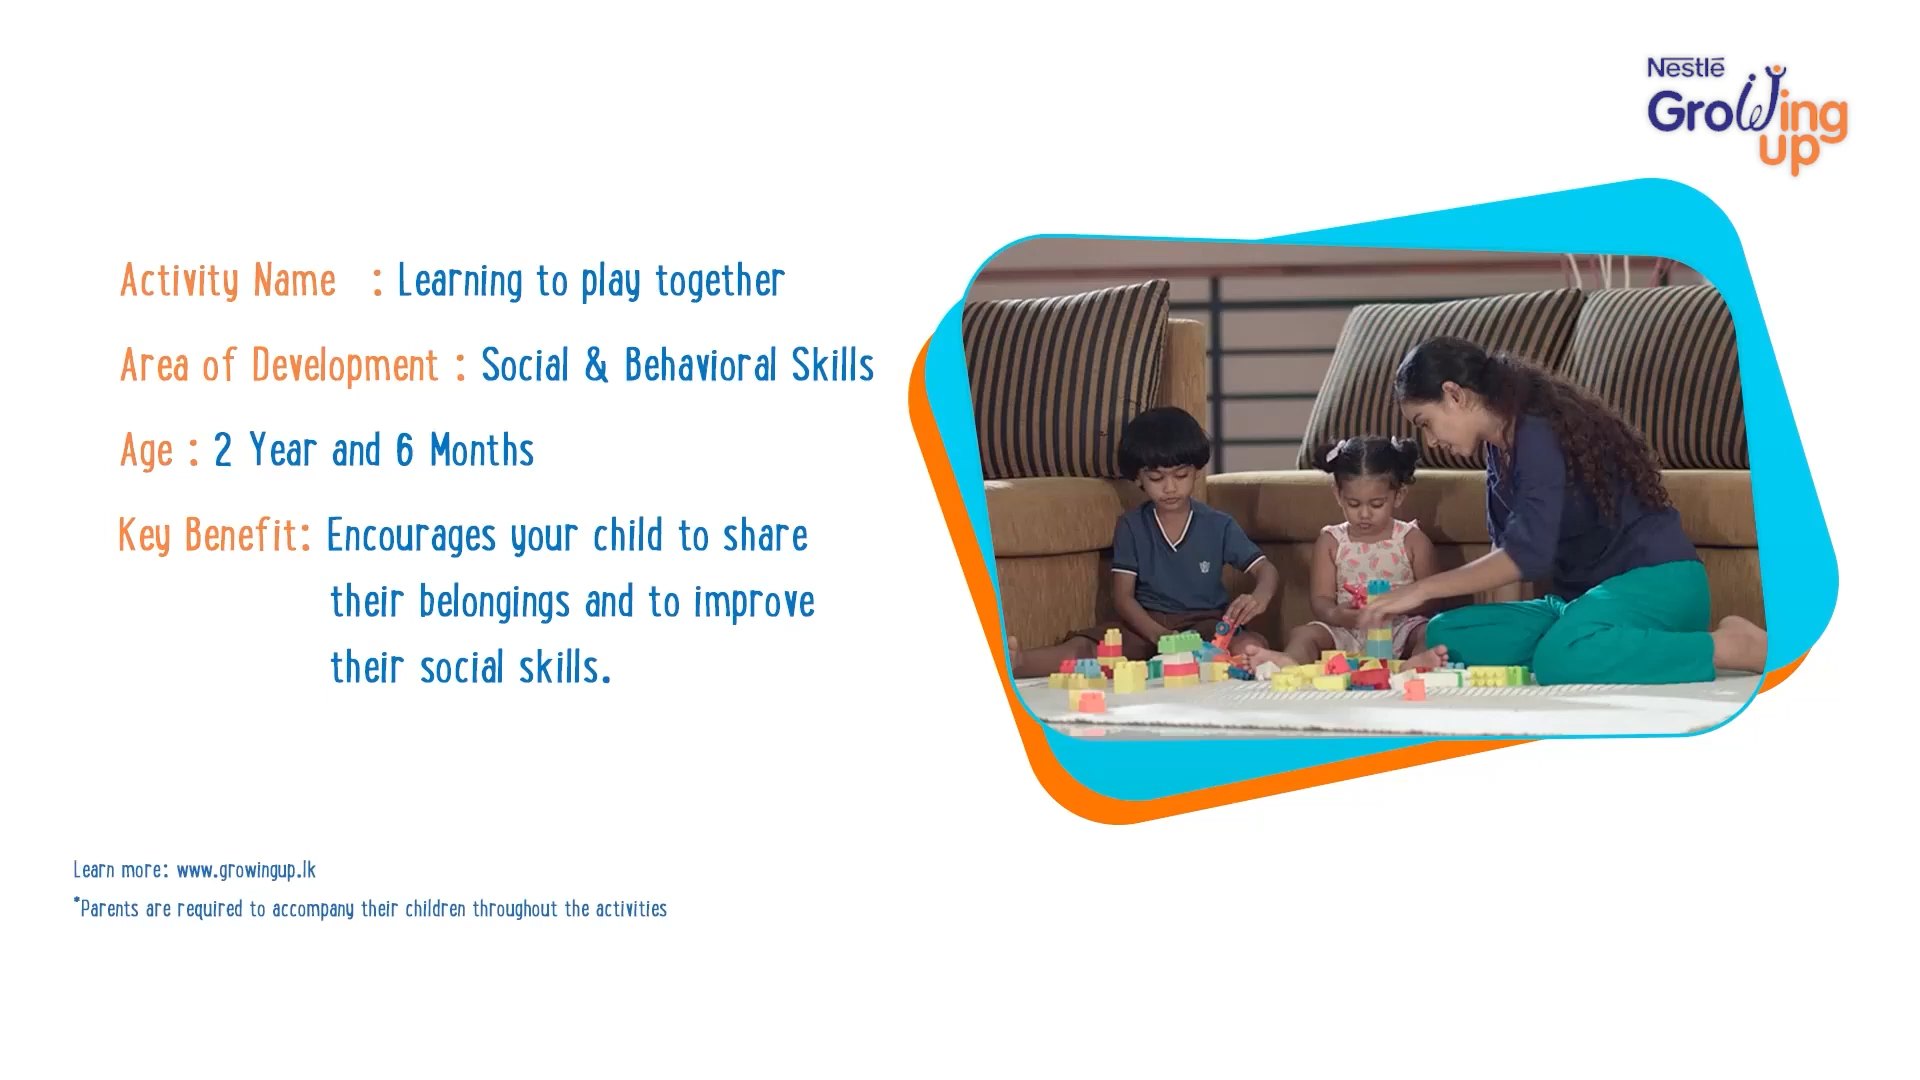 Nestlé
Growing
up
Activity Name : Learning to play together
Area of Development : Social & Behavioral Skills
Age : 2 Year and 6 Months
Key Benefit: Encourages your child to share
their belongings and to improve
their social skills.
Learn more: www.growingup.lk
*Parents are required to accompany their children throughout the activities